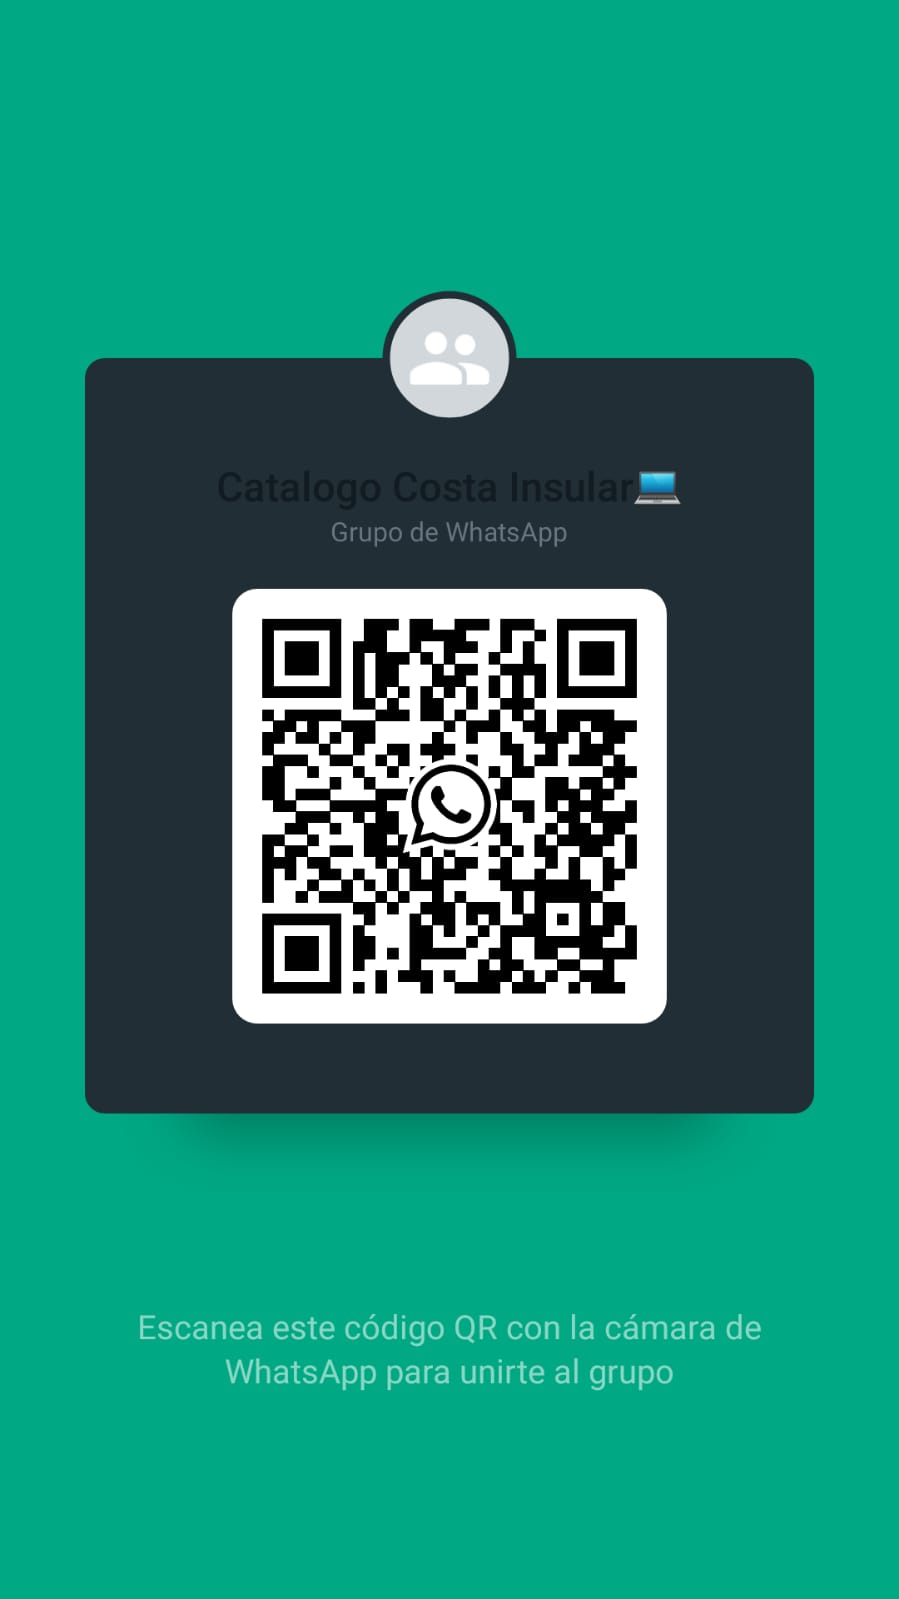 Catalogo Costa Insular💻
Grupo de WhatsApp
Escanea este código QR con la cámara de
WhatsApp para unirte al grupo